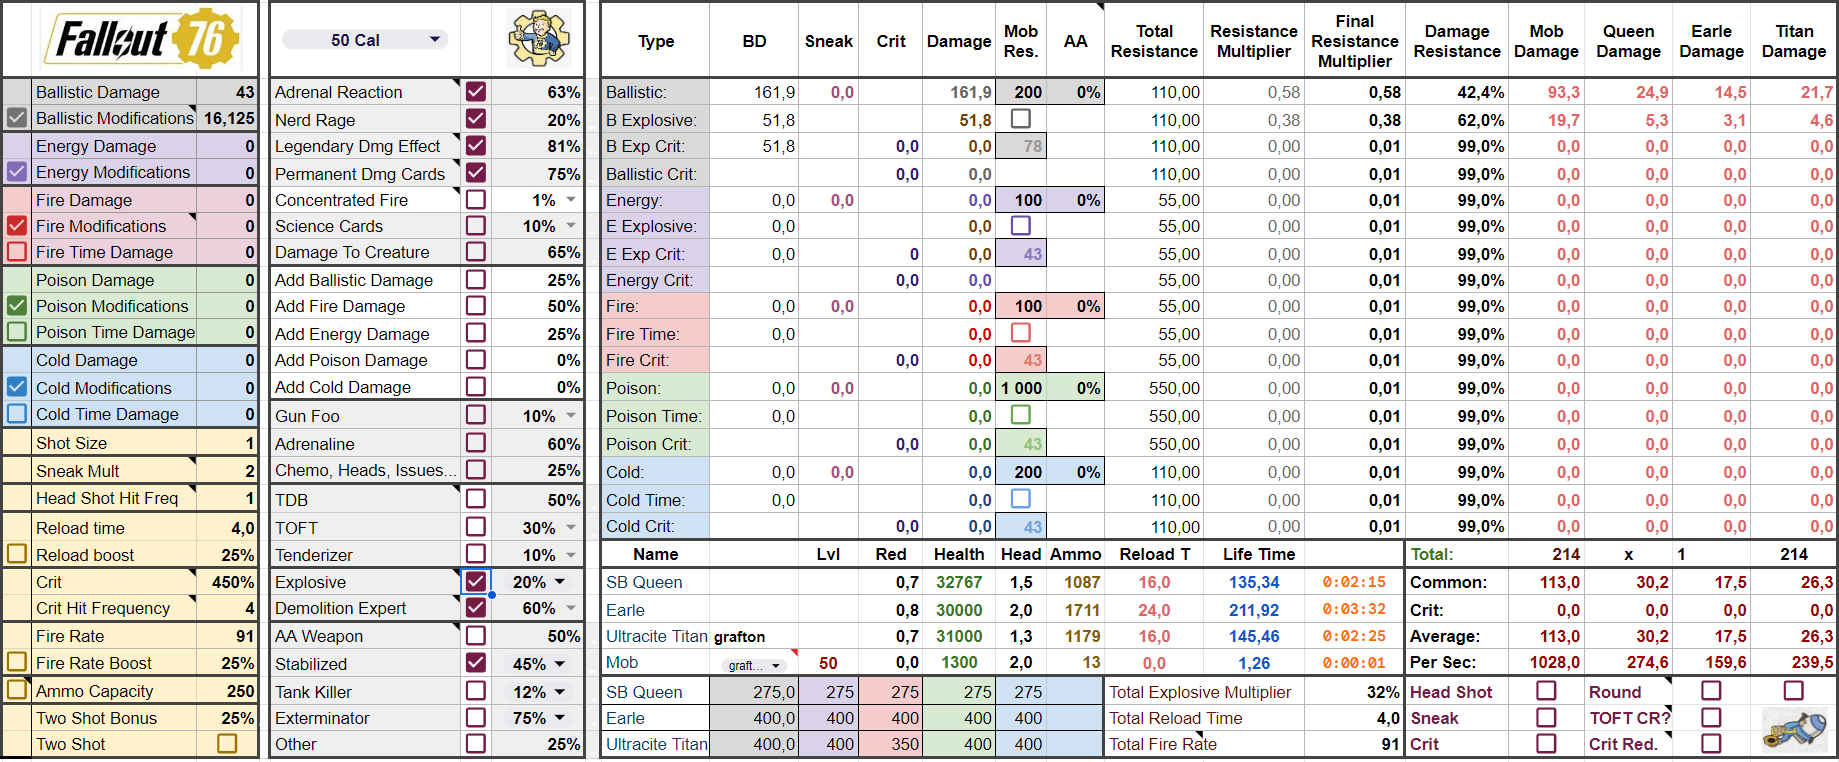 Fallout 76
50 Cal
Type BD Sneak Crit Damage Mob Res. AA Total Resistance Resistance Multiplier Final Resistance Multiplier Damage Resistance Mob Damage Queen Damage Earle Damage Titan Damage
Ballistic Damage 43 Adrenal Reaction 63% Ballistic: 161,9 0,0 161,9 200 0% 110,00 0,58 0,58 42,4% 93,3 24,9 14,5 21,7
Ballistic Modifications 16,125 Nerd Rage 20% B Explosive: 51,8 51,8 110,00 0,38 0,38 62,0% 19,7 5,3 3,1 4,6
Energy Damage 0 Legendary Dmg Effect 81% B Exp Crit: 51,8 0,0 0,0 78 110,00 0,00 0,01 99,0% 0,0 0,0 0,0 0,0
Energy Modifications 0 Permanent Dmg Cards 75% Ballistic Crit: 0,0 0,0 110,00 0,00 0,01 99,0% 0,0 0,0 0,0 0,0
Fire Damage 0 Concentrated Fire 1% Energy: 0,0 0,0 0,0 100 0% 55,00 0,00 0,01 99,0% 0,0 0,0 0,0 0,0
Fire Modifications 0 Science Cards 10% E Explosive: 0,0 0,0 55,00 0,00 0,01 99,0% 0,0 0,0 0,0 0,0
Fire Time Damage 0 Damage To Creature 65% E Exp Crit: 0 0,0 43 55,00 0,00 0,01 99,0% 0,0 0,0 0,0 0,0
Poison Damage 0 Add Ballistic Damage 25% Energy Crit: 0,0 0,0 55,00 0,00 0,01 99,0% 0,0 0,0 0,0 0,0
Poison Modifications 0 Add Fire Damage 50% Fire: 0,0 0,0 0,0 100 0% 55,00 0,00 0,01 99,0% 0,0 0,0 0,0 0,0
Poison Time Damage 0 Add Energy Damage 25% Fire Time: 0,0 0,0 55,00 0,00 0,01 99,0% 0,0 0,0 0,0 0,0
Cold Damage 0 Add Poison Damage 0% Fire Crit: 0,0 0,0 43 55,00 0,00 0,01 99,0% 0,0 0,0 0,0 0,0
Cold Modifications 0 Add Cold Damage 0% Poison: 0,0 0,0 0,0 1 000 0% 550,00 0,00 0,01 99,0% 0,0 0,0 0,0 0,0
Cold Time Damage 0 Gun Foo 10% Poison Time: 0,0 0,0 550,00 0,00 0,01 99,0% 0,0 0,0 0,0 0,0
Shot Size 1 Adrenaline 60% Poison Crit: 0,0 0,0 43 550,00 0,00 0,01 99,0% 0,0 0,0 0,0 0,0
Sneak Mult 2 Chemo, Heads, Issues... 25% Cold: 0,0 0,0 0,0 200 0% 110,00 0,00 0,01 99,0% 0,0 0,0 0,0 0,0
Head Shot Hit Freq 1 TDB 50% Cold Time: 0,0 0,0 110,00 0,00 0,01 99,0% 0,0 0,0 0,0 0,0
Reload time 4,0 TOFT 30% Cold Crit: 0,0 0,0 43 110,00 0,00 0,01 99,0% 0,0 0,0 0,0 0,0
Reload boost 25% Tenderizer 10% Name Lvl Red Health Head Ammo Reload T Life Time Total: 214 x 1 214
Crit 450% Explosive 20% SB Queen 0,7 32767 1,5 1087 16,0 135,34 0:02:15 Common: 113,0 30,2 17,5 26,3
Crit Hit Frequency 4 Demolition Expert 60% Earle 0,8 30000 2,0 1711 24,0 211,92 0:03:32 Crit: 0,0 0,0 0,0 0,0
Fire Rate 91 AA Weapon 50% Ultracite Titan grafton 0,7 31000 1,3 1179 16,0 145,46 0:02:25 Average: 113,0 30,2 17,5 26,3
Fire Rate Boost 25% Stabilized 45% Mob graft... 50 0,0 1300 2,0 13 0,0 1,26 0:00:01 Per Sec: 1028,0 274,6 159,6 239,5
Ammo Capacity 250 Tank Killer 12% SB Queen 275,0 275 275 275 275 Total Explosive Multiplier 32% Head Shot Round
Two Shot Bonus 25% Exterminator 75% Earle 400,0 400 400 400 400 Total Reload Time 4,0 Sneak TOFT CR?
Two Shot Other 25% Ultracite Titan 400,0 400 350 400 400 Total Fire Rate 91 Crit Crit Red.